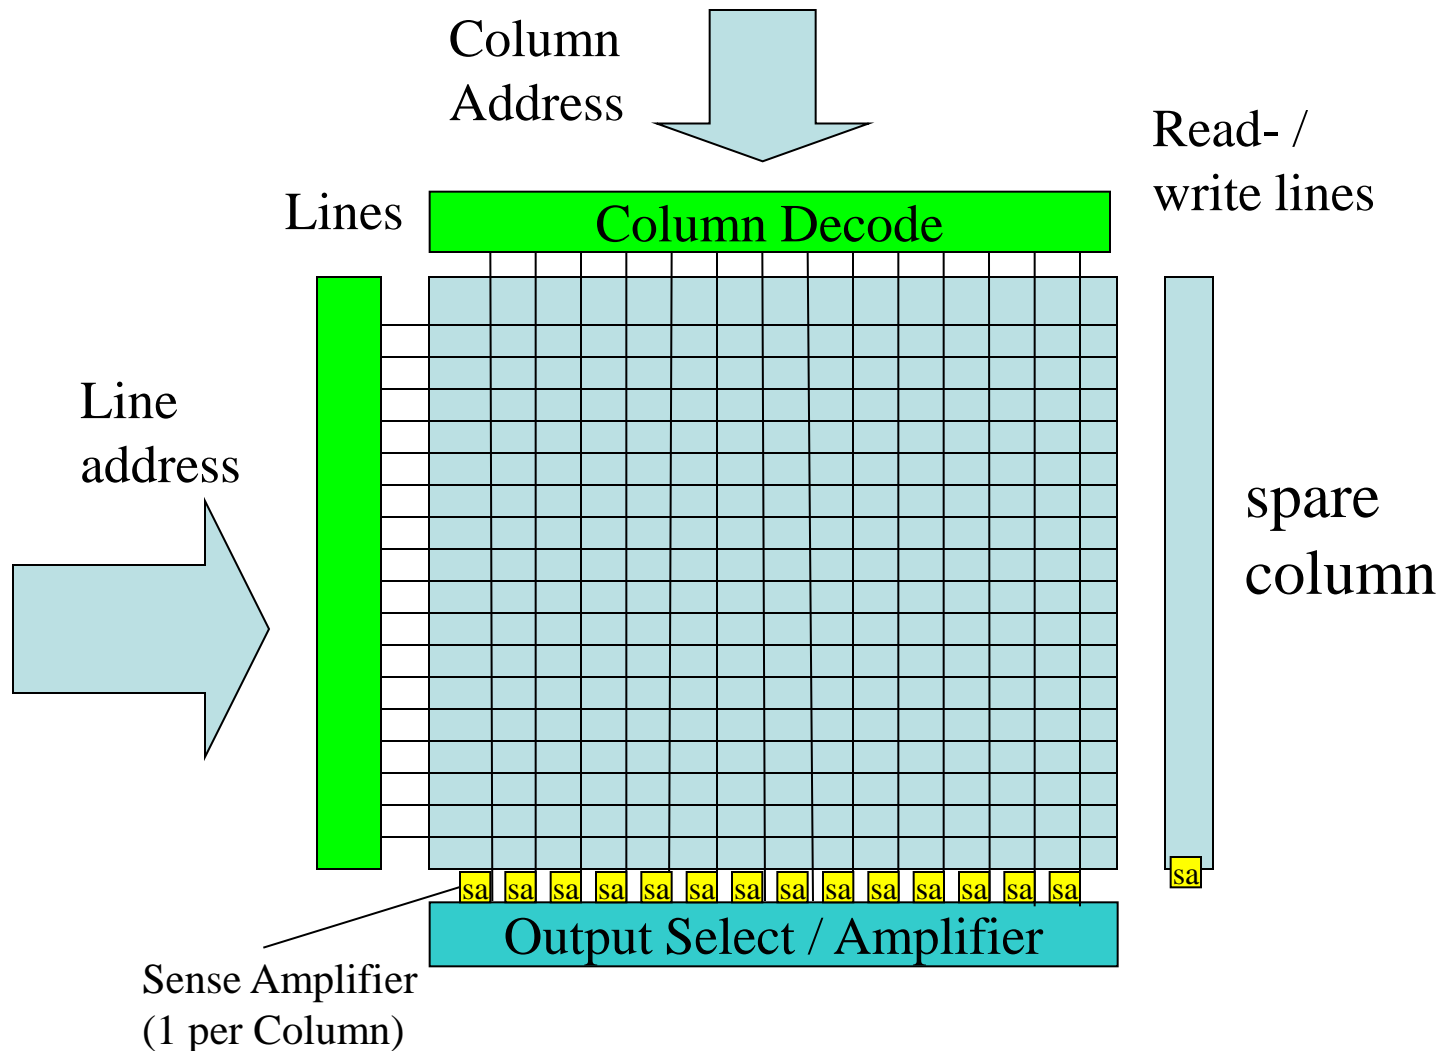 Column
Address
Read- /
write lines
Lines
Column Decode
Line
address
spare
column
sa sa sa sa sa sa sa sa sa sa sa sa sa sa
sa
Output Select / Amplifier
Sense Amplifier
(1 per Column)